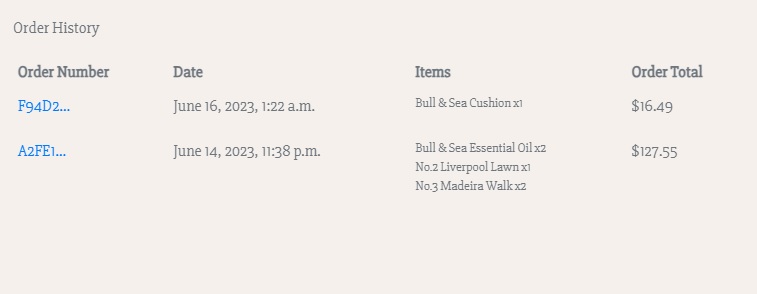 Order History
Order Number Date Items Order Total
F94D2... June 16, 2023, 1:22 a.m. Bull & Sea Cushion x1 $16.49
A2FE1... June 14, 2023, 11:38 p.m. Bull & Sea Essential Oil x2 $127.55
No.2 Liverpool Lawn x1
No.3 Madeira Walk x2